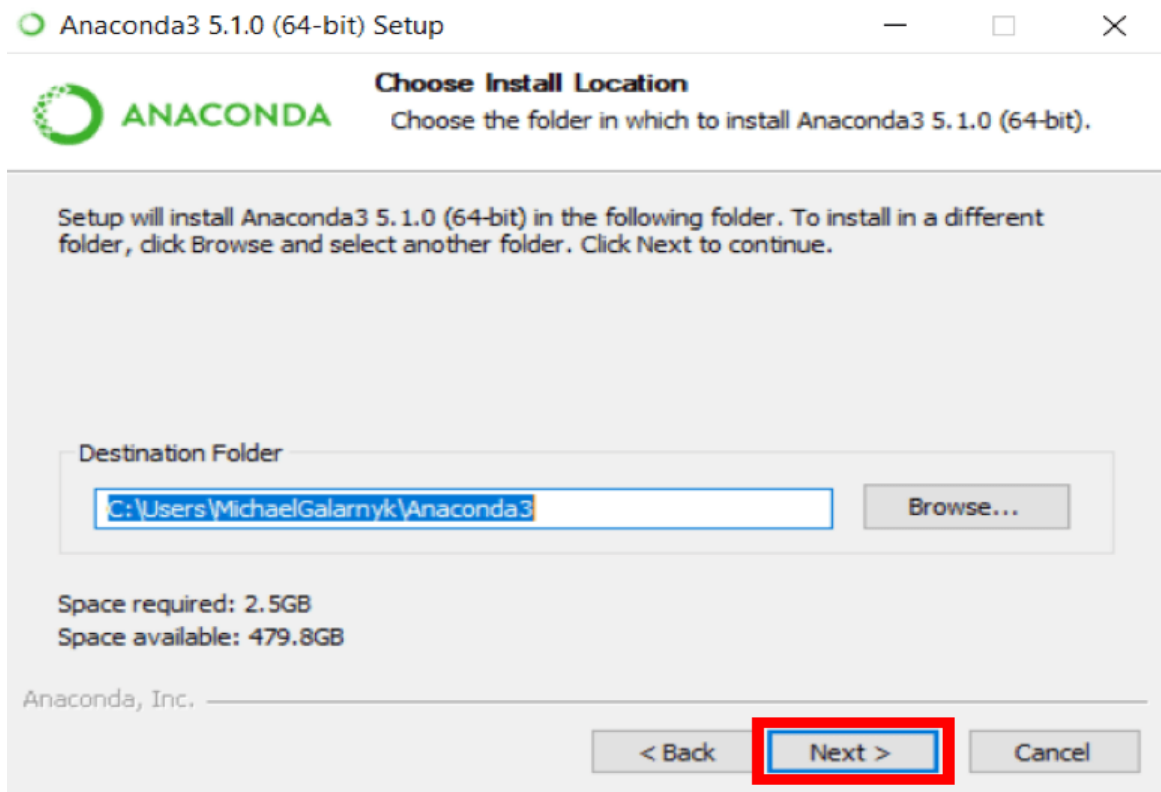 Anaconda3 5.1.0 (64-bit) Setup
ANACONDA
Choose Install Location
Choose the folder in which to install Anaconda3 5.1.0 (64-bit).
Setup will install Anaconda3 5.1.0 (64-bit) in the following folder. To install in a different
folder, click Browse and select another folder. Click Next to continue.
Destination Folder
C:\Users\MichaelGalarnyk\Anaconda3
Browse...
Space required: 2.5GB
Space available: 479.8GB
Anaconda, Inc.
< Back
Next >
Cancel